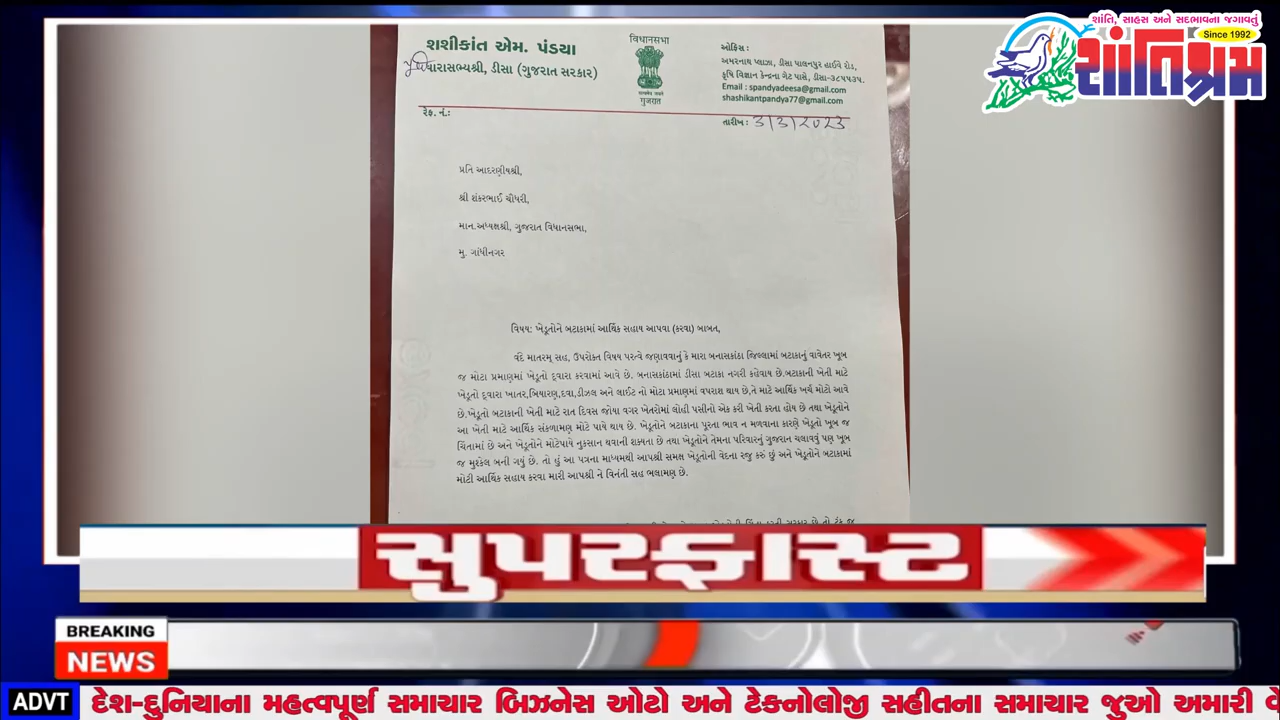 શાંતિ, સાહસ અને સદભાવના જગાવતું
Since 1992
શાંતિશ્રમ
શશીકાંત એમ. પંડયા
પૂર્વ ધારાસભ્યશ્રી, ડીસા (ગુજરાત સરકાર)
વિધાનસભા
ગુજરાત
ઓફિસ :
અમરનાથ પ્લાઝા, ડીસા પાલનપુર હાઈવે રોડ,
કૃષિ વિજ્ઞાન કેન્દ્રના ગેટ પાસે, ડીસા-૩૮૫૫૩૫.
Email : spandyadeesa@gmail.com
shashikantpandya77@gmail.com
રેફ. નં.:
તારીખ : 3/3/2023
પ્રતિ આદરણીયશ્રી,
શ્રી શંકરભાઈ ચૌધરી,
માન.અધ્યક્ષશ્રી, ગુજરાત વિધાનસભા,
મુ. ગાંધીનગર
વિષય: ખેડૂતોને બટાકામાં આર્થિક સહાય આપવા (કરવા) બાબત,
વંદે માતરમ્ સહ, ઉપરોક્ત વિષય પરત્વે જણાવવાનું કે મારા બનાસકાંઠા જિલ્લામાં બટાકાનું વાવેતર ખૂબ
જ મોટા પ્રમાણમાં ખેડૂતો દ્વારા કરવામાં આવે છે. બનાસકાંઠામાં ડીસા બટાકા નગરી કહેવાય છે.બટાકાની ખેતી માટે
ખેડૂતો દ્વારા ખાતર,બિયારણ,દવા,ડીઝલ અને લાઈટ નો મોટા પ્રમાણમાં વપરાશ થાય છે,તે માટે આર્થિક ખર્ચ મોટો આવે
છે.ખેડૂતો બટાકાની ખેતી માટે રાત દિવસ જોયા વગર ખેતરોમાં લોહી પસીનો એક કરી ખેતી કરતા હોય છે તથા ખેડૂતોને
આ ખેતી માટે આર્થિક સંકળામણ મોટે પાયે થાય છે. ખેડૂતોને બટાકાના પૂરતા ભાવ ન મળવાના કારણે ખેડૂતો ખૂબ જ
ચિંતામાં છે અને ખેડૂતોને મોટેપાયે નુકસાન થવાની શક્યતા છે તથા ખેડૂતોને તેમના પરિવારનું ગુજરાન ચલાવવું પણ ખૂબ
જ મુશ્કેલ બની ગયું છે. તો હું આ પત્રના માધ્યમથી આપશ્રી સમક્ષ ખેડૂતોની વેદના રજુ કરું છું અને ખેડૂતોને બટાકામાં
મોટી આર્થિક સહાય કરવા મારી આપશ્રી ને વિનંતી સહ ભલામણ છે.
સુપરફાસ્ટ
BREAKING
NEWS
ADVT
દેશ-દુનિયાના મહત્વપૂર્ણ સમાચાર બિઝનેસ ઓટો અને ટેકનોલોજી સહીતના સમાચાર જુઓ અમારી